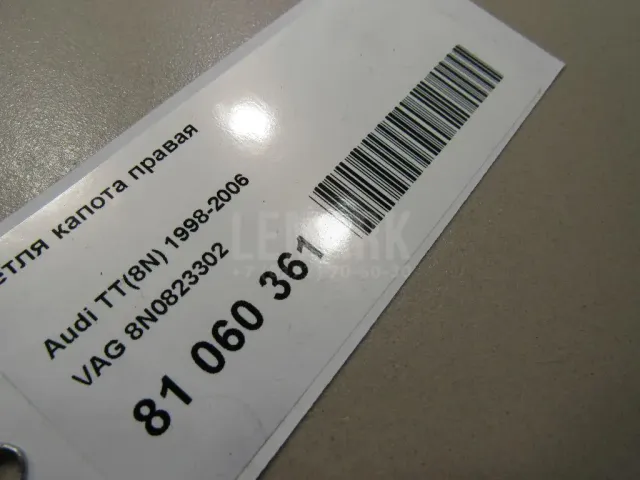 етля капота правая
Audi TT(8N) 1998-2006
VAG 8N0823302
81 060 361